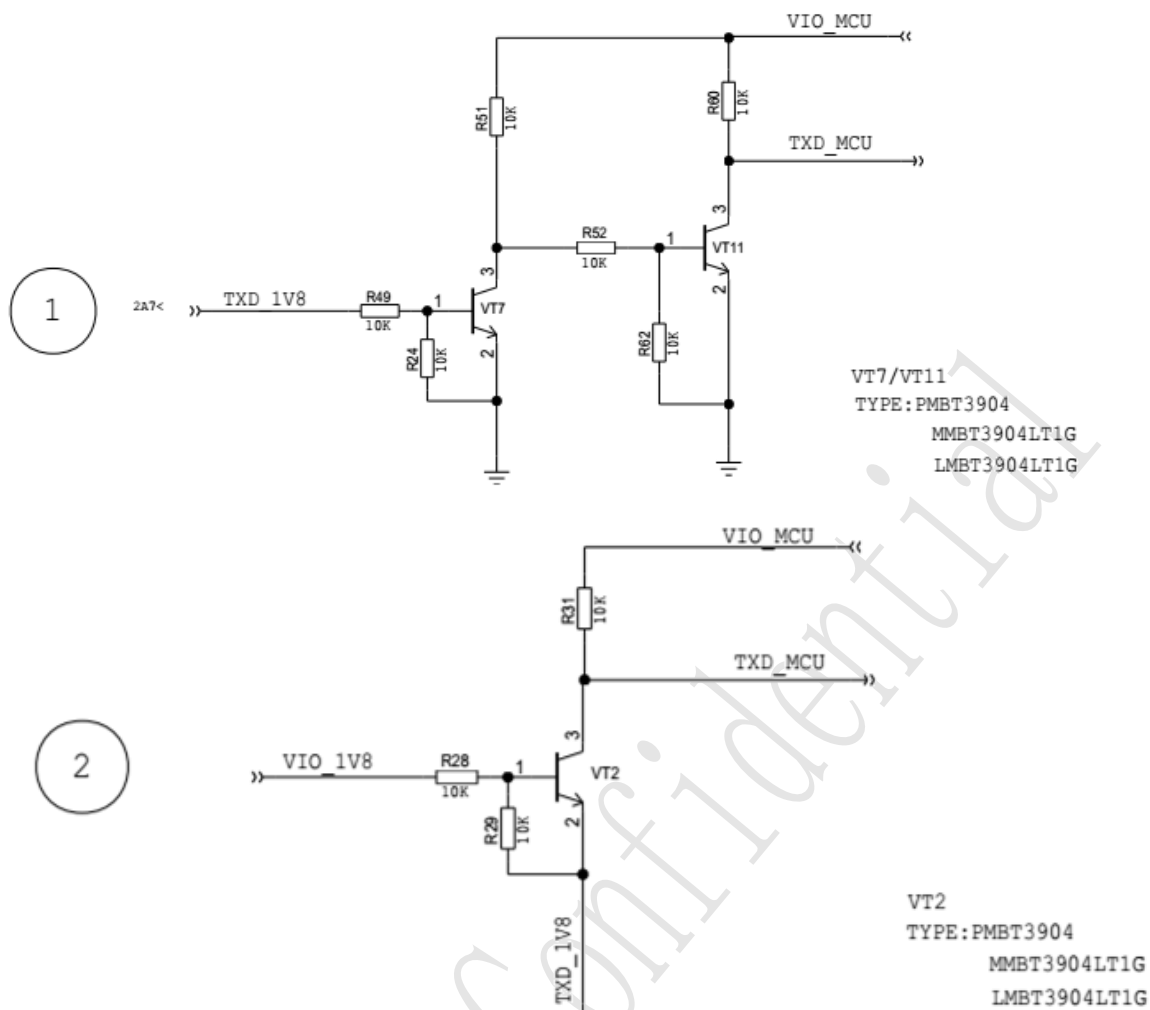 VIO_MCU
R51
10K
R60
10K
TXD_MCU
3
R52
10K
1
VT11
2
3
1
2A7<
TXD_1V8
R49
10K
1
VT7
2
R24
10K
R62
10K
VT7/VT11
TYPE:PMBT3904
MMBT3904LT1G
LMBT3904LT1G
VIO_MCU
R31
10K
TXD_MCU
3
2
VIO_1V8
R28
10K
1
VT2
R29
10K
2
TXD_1V8
VT2
TYPE:PMBT3904
MMBT3904LT1G
LMBT3904LT1G
Confidential